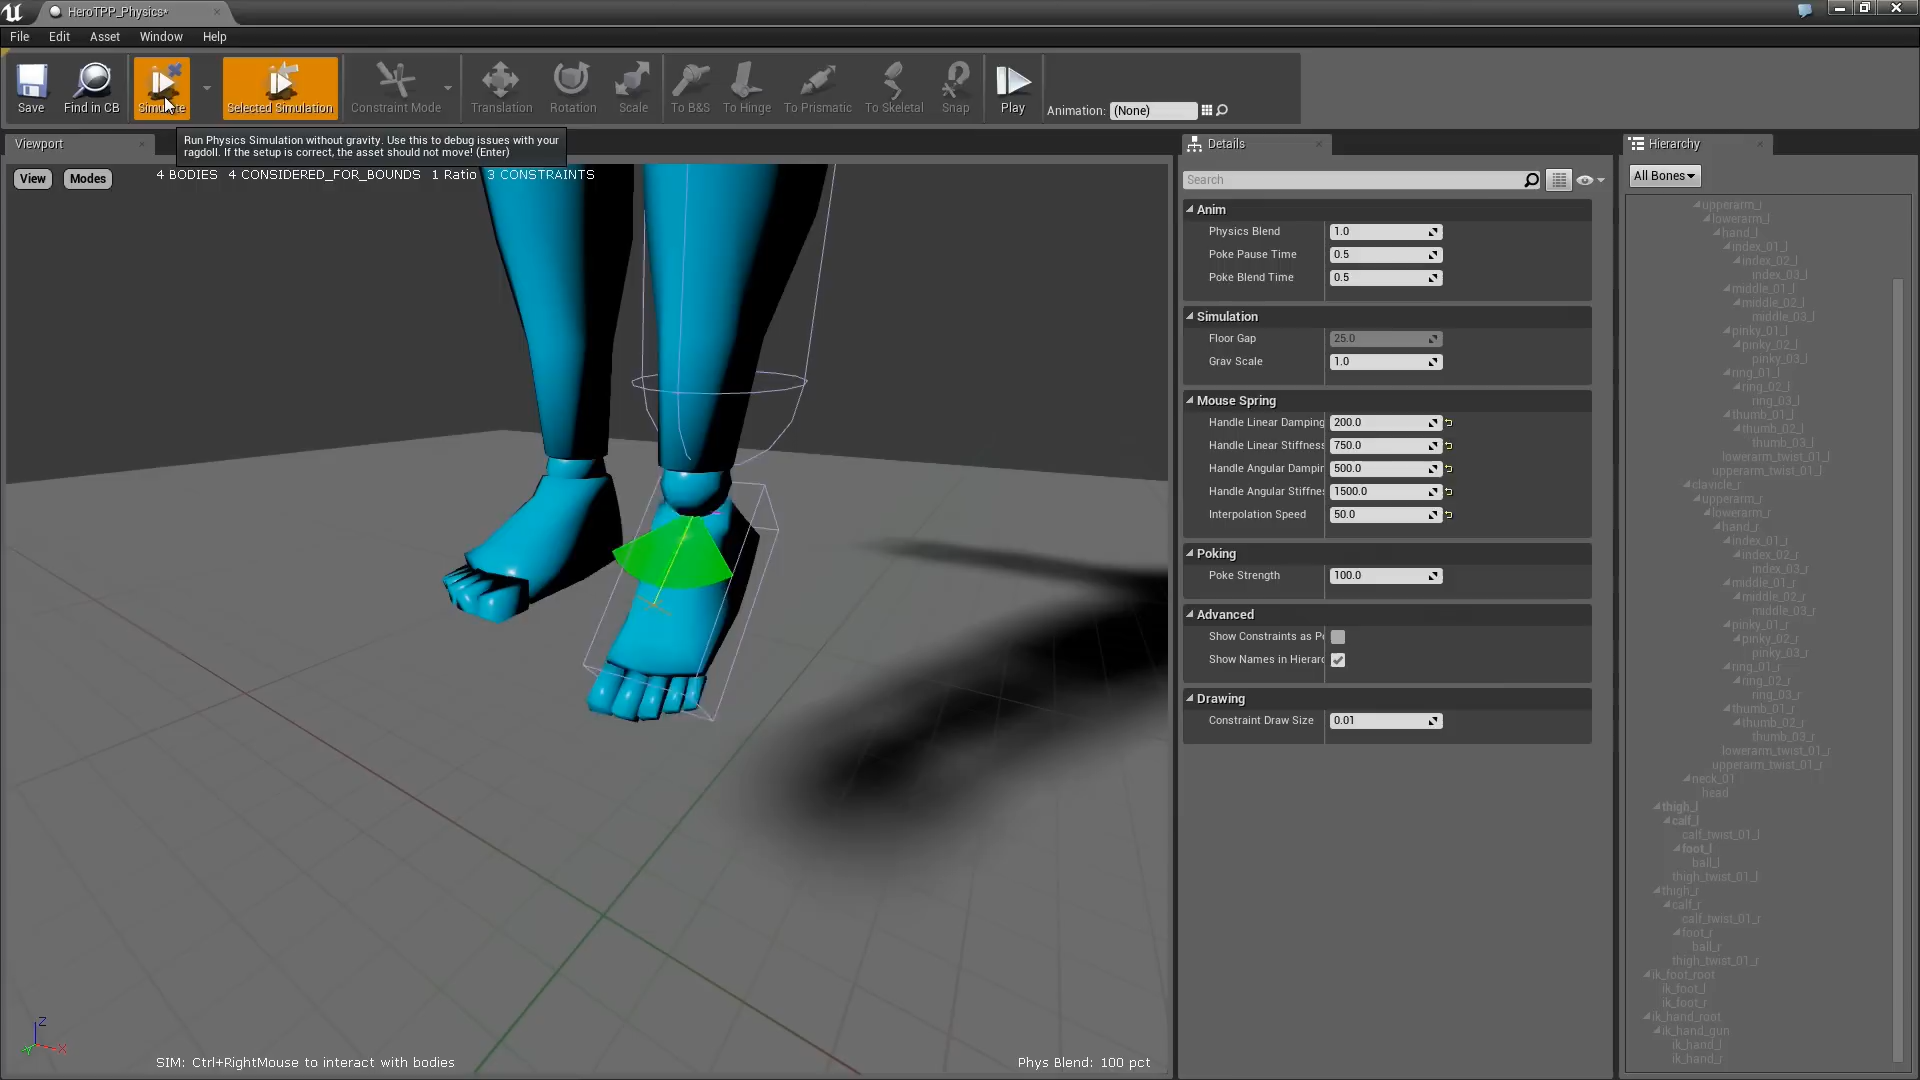 HeroTPP_Physics*
File Edit Asset Window Help
Save Find in CB Simulate Selected Simulation Constraint Mode Translation Rotation Scale To B&S To Hinge To Prismatic To Skeletal Snap Play Animation: (None)
Run Physics Simulation without gravity. Use this to debug issues with your
ragdoll. If the setup is correct, the asset should not move! (Enter)
Viewport
View Modes
4 BODIES 4 CONSIDERED_FOR_BOUNDS 1 Ratio 3 CONSTRAINTS
Z
X
SIM: Ctrl+RightMouse to interact with bodies
Phys Blend: 100 pct
Details
Search
Anim
Physics Blend 1.0
Poke Pause Time 0.5
Poke Blend Time 0.5
Simulation
Floor Gap 25.0
Grav Scale 1.0
Mouse Spring
Handle Linear Damping 200.0
Handle Linear Stiffness 750.0
Handle Angular Dampin 500.0
Handle Angular Stiffne 1500.0
Interpolation Speed 50.0
Poking
Poke Strength 100.0
Advanced
Show Constraints as Po
Show Names in Hierarc
Drawing
Constraint Draw Size 0.01
Hierarchy
All Bones
upperarm_l
lowerarm_l
hand_l
index_01_l
index_02_l
index_03_l
middle_01_l
middle_02_l
middle_03_l
pinky_01_l
pinky_02_l
pinky_03_l
ring_01_l
ring_02_l
ring_03_l
thumb_01_l
thumb_02_l
thumb_03_l
lowerarm_twist_01_l
upperarm_twist_01_l
clavicle_r
upperarm_r
lowerarm_r
hand_r
index_01_r
index_02_r
index_03_r
middle_01_r
middle_02_r
middle_03_r
pinky_01_r
pinky_02_r
pinky_03_r
ring_01_r
ring_02_r
ring_03_r
thumb_01_r
thumb_02_r
thumb_03_r
lowerarm_twist_01_r
upperarm_twist_01_r
neck_01
head
thigh_l
calf_l
calf_twist_01_l
foot_l
ball_l
thigh_twist_01_l
thigh_r
calf_r
calf_twist_01_r
foot_r
ball_r
thigh_twist_01_r
ik_foot_root
ik_foot_l
ik_foot_r
ik_hand_root
ik_hand_gun
ik_hand_l
ik_hand_r